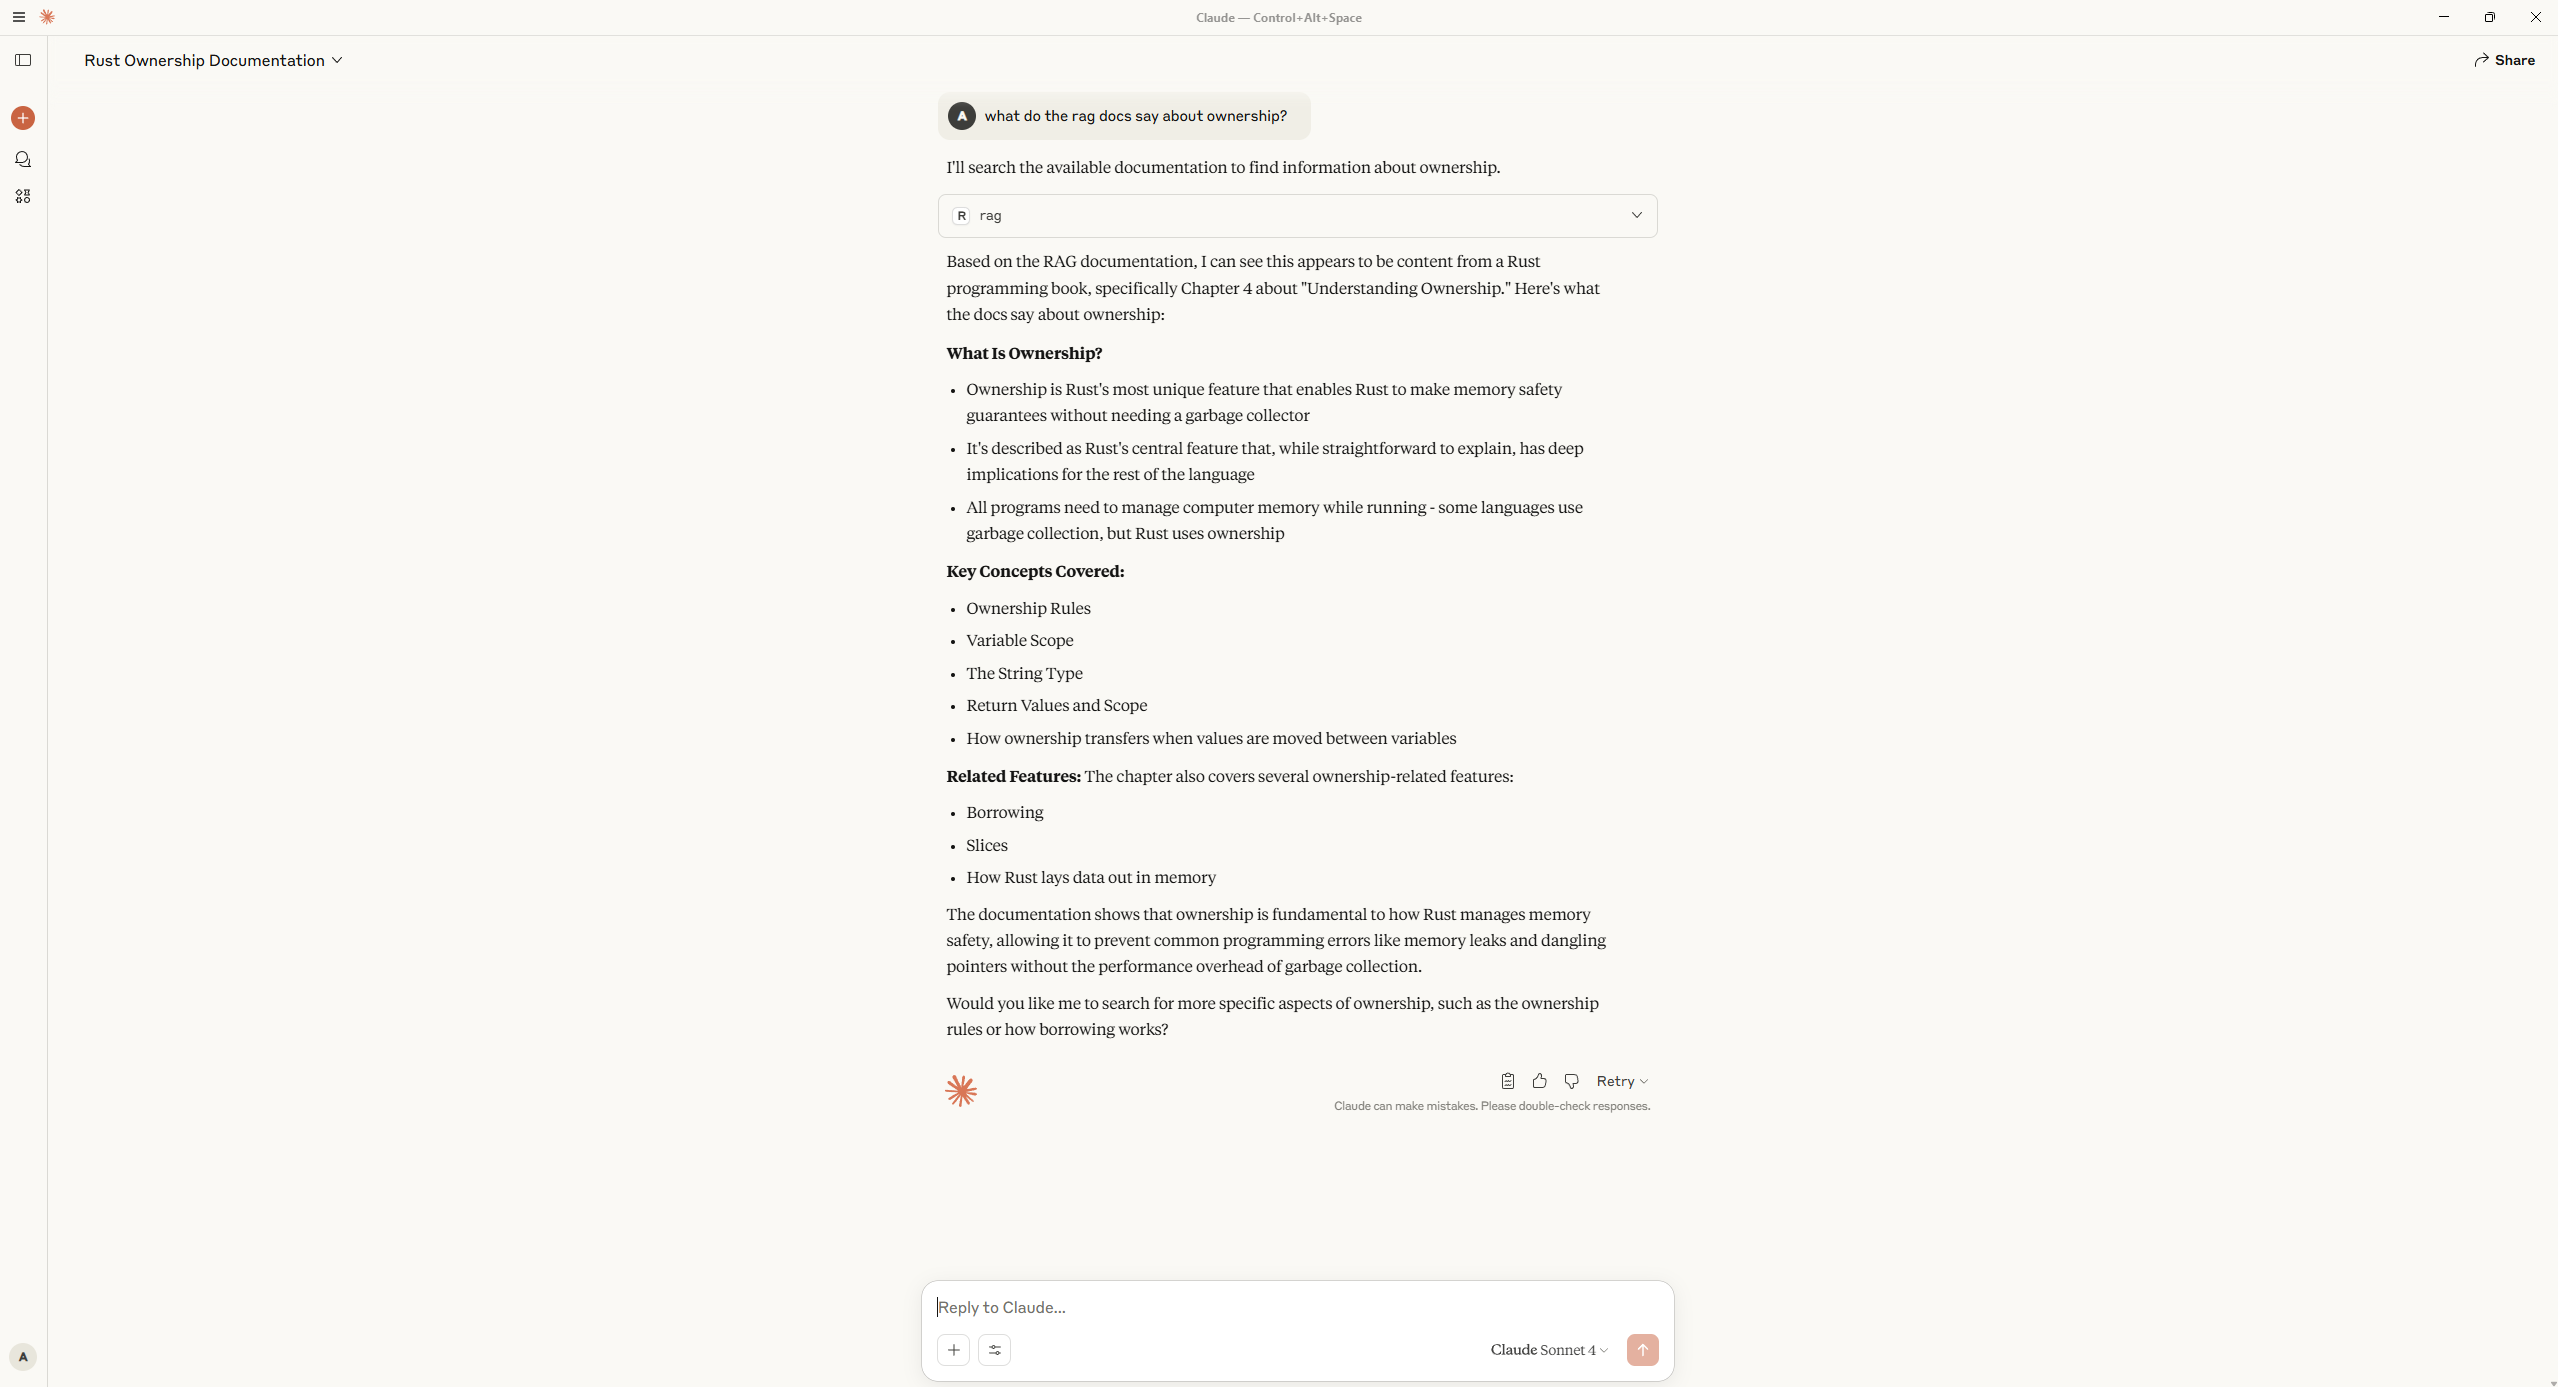 Claude — Control+Alt+Space
Rust Ownership Documentation
Share
A
what do the rag docs say about ownership?
I'll search the available documentation to find information about ownership.
R rag
Based on the RAG documentation, I can see this appears to be content from a Rust
programming book, specifically Chapter 4 about "Understanding Ownership." Here's what
the docs say about ownership:
What Is Ownership?
• Ownership is Rust's most unique feature that enables Rust to make memory safety
guarantees without needing a garbage collector
• It's described as Rust's central feature that, while straightforward to explain, has deep
implications for the rest of the language
• All programs need to manage computer memory while running - some languages use
garbage collection, but Rust uses ownership
Key Concepts Covered:
• Ownership Rules
• Variable Scope
• The String Type
• Return Values and Scope
• How ownership transfers when values are moved between variables
Related Features: The chapter also covers several ownership-related features:
• Borrowing
• Slices
• How Rust lays data out in memory
The documentation shows that ownership is fundamental to how Rust manages memory
safety, allowing it to prevent common programming errors like memory leaks and dangling
pointers without the performance overhead of garbage collection.
Would you like me to search for more specific aspects of ownership, such as the ownership
rules or how borrowing works?
Retry
Claude can make mistakes. Please double-check responses.
Reply to Claude...
Claude Sonnet 4
A